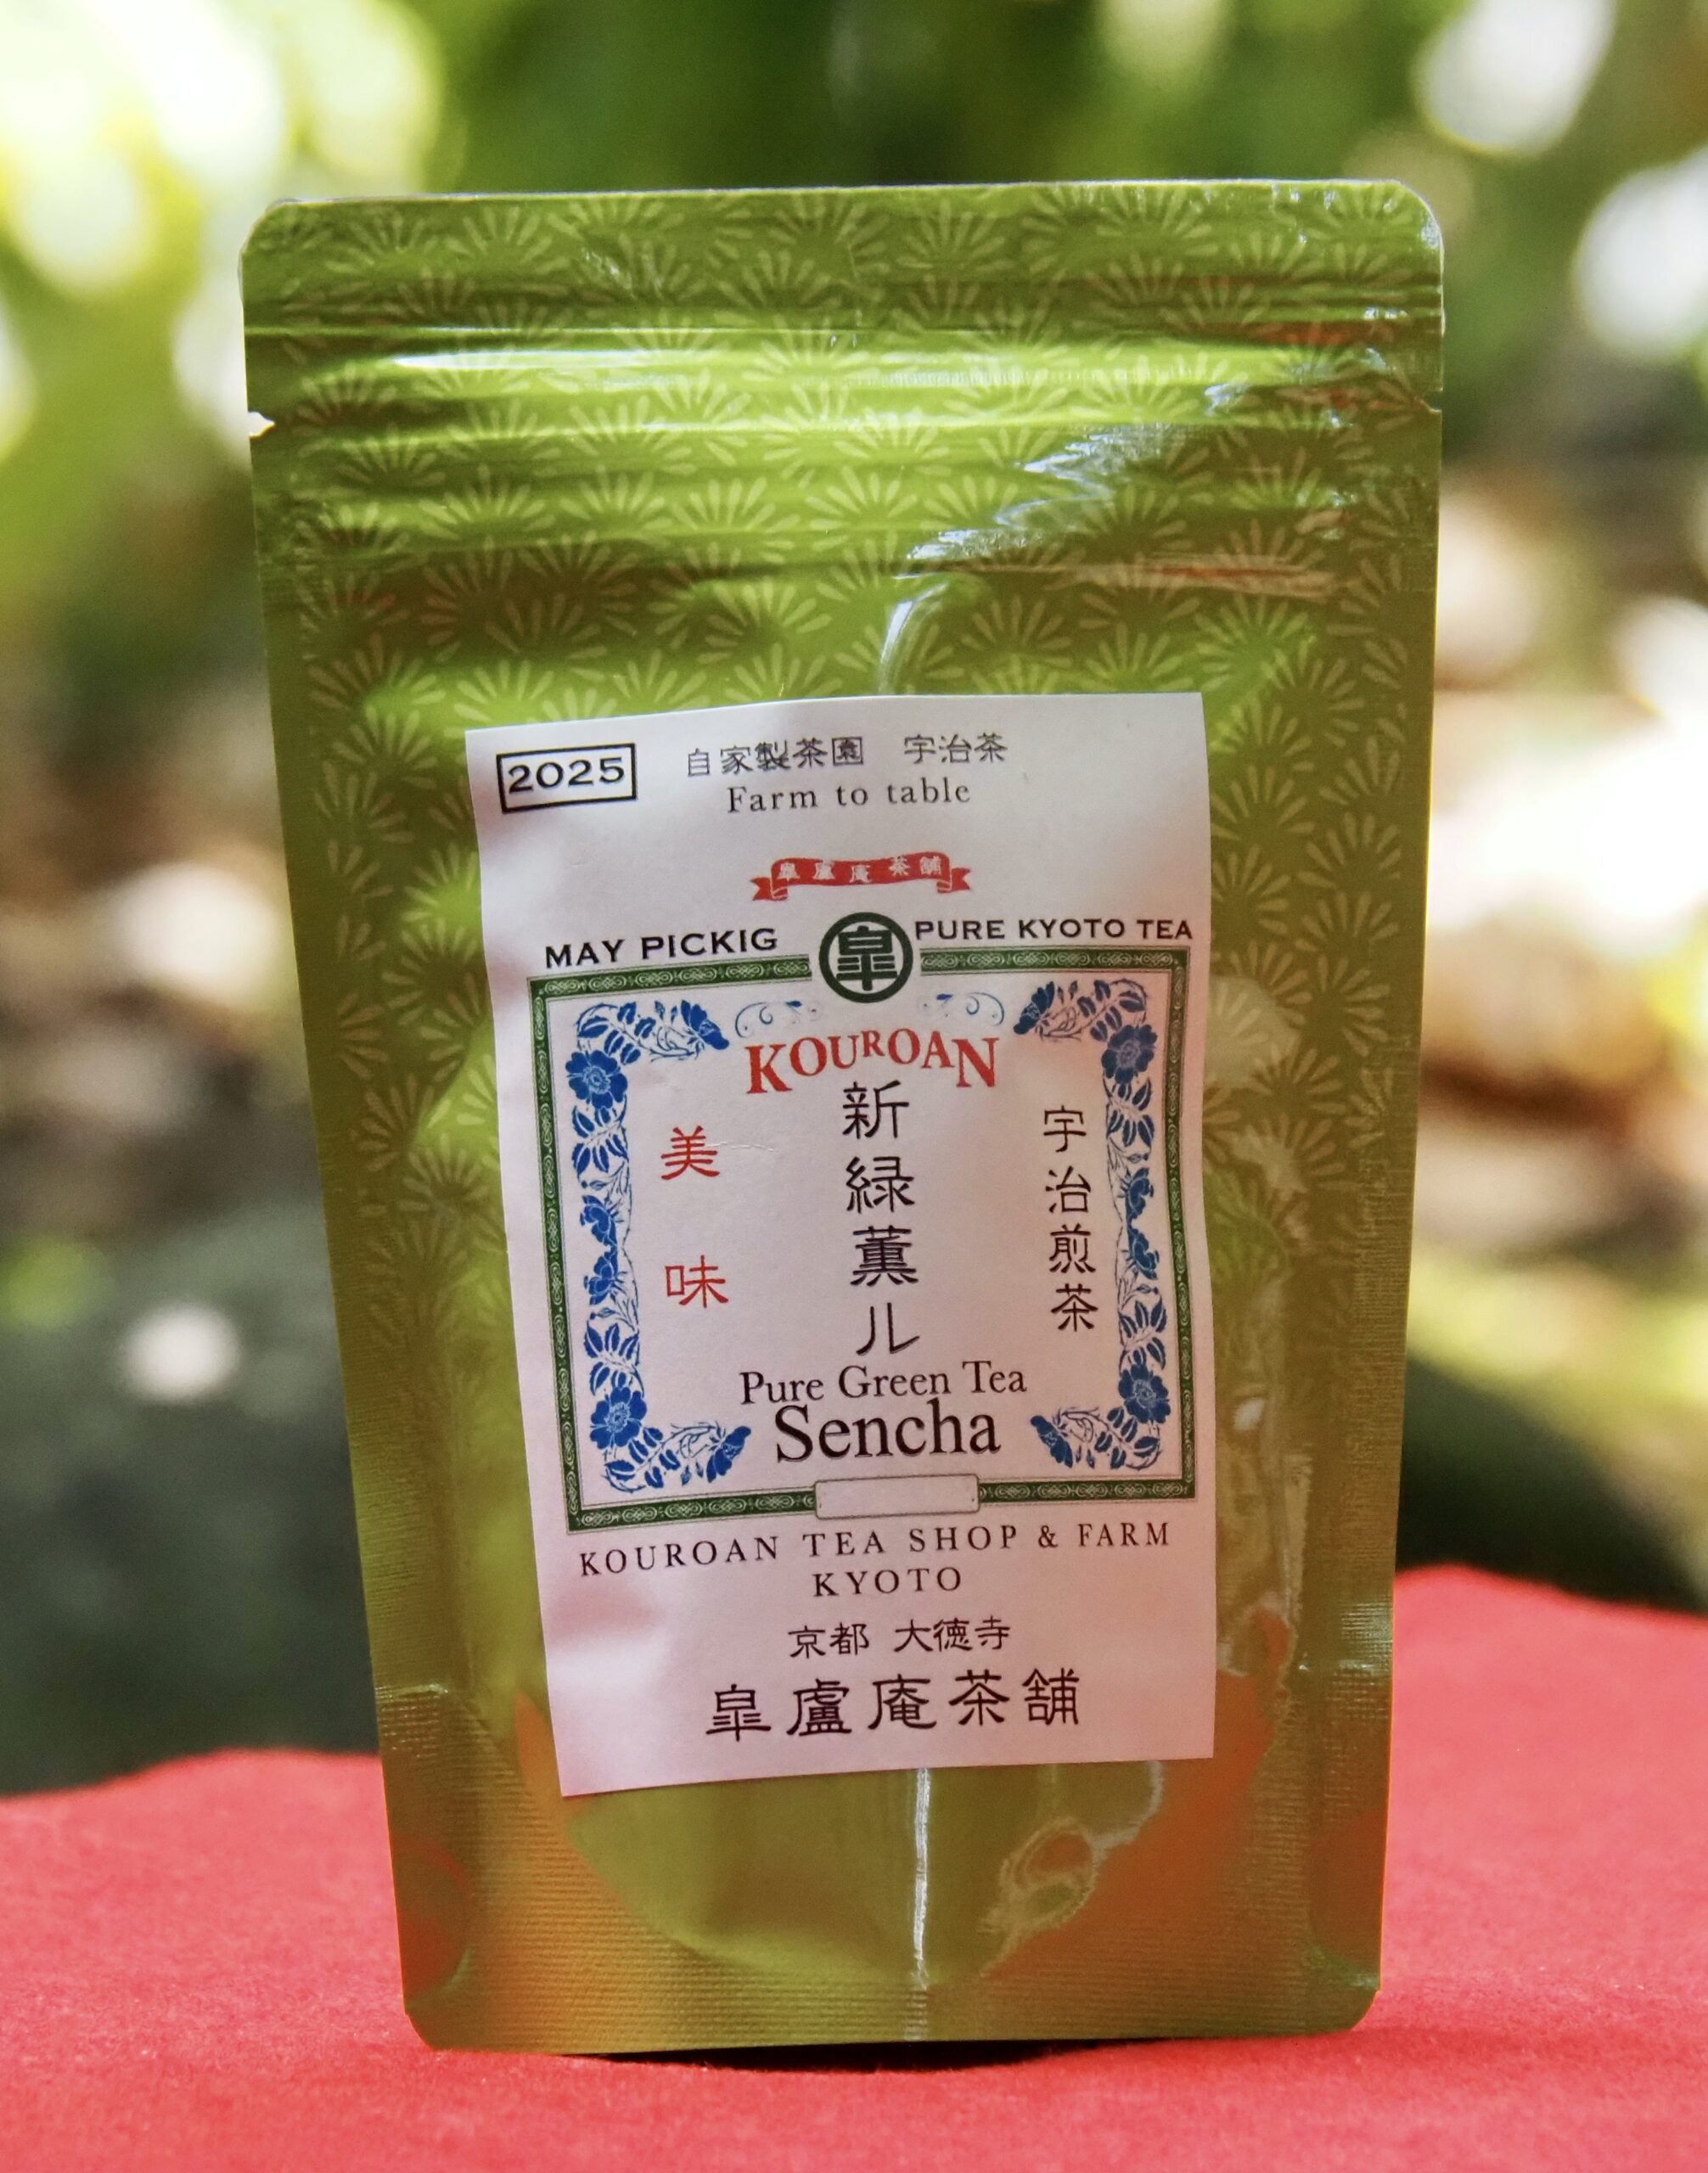 2025
自家製茶園 宇治茶
Farm to table
皐盧庵茶舗
MAY PICKIG
皐
PURE KYOTO TEA
KOUROAN
宇治煎茶
新緑薫ル
美味
Pure Green Tea
Sencha
KOUROAN TEA SHOP & FARM
KYOTO
京都 大徳寺
皐盧庵茶舗